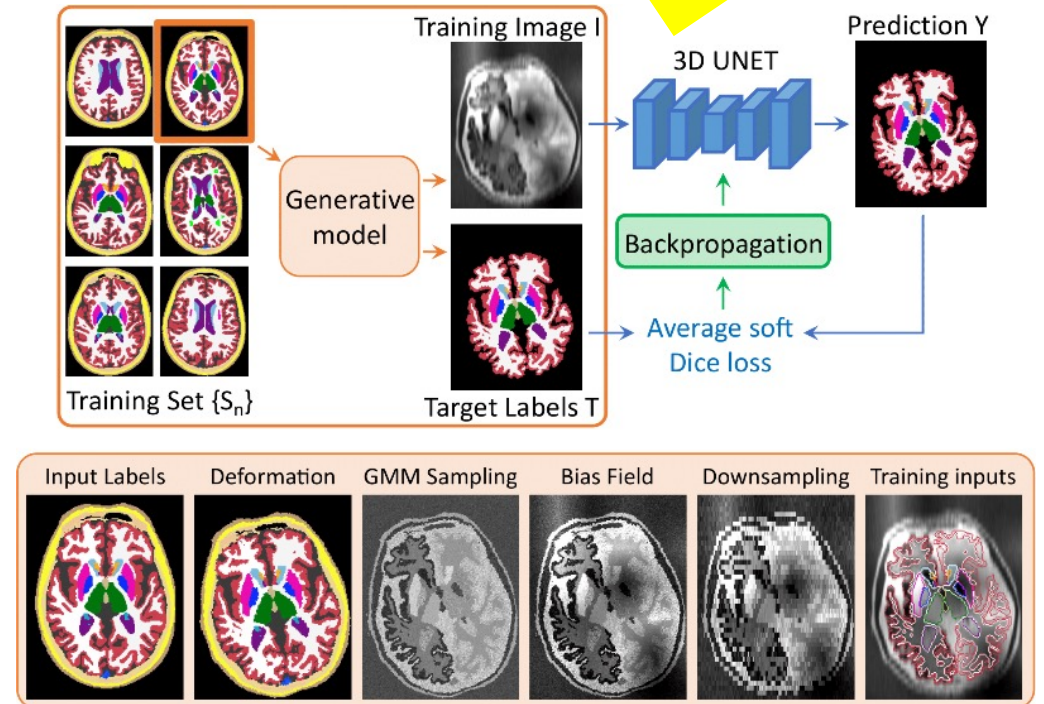 Training Image I
Prediction Y
3D UNET
Generative
model
Backpropagation
Average soft
Dice loss
Training Set {Sn}
Target Labels T
Input Labels
Deformation
GMM Sampling
Bias Field
Downsampling
Training inputs